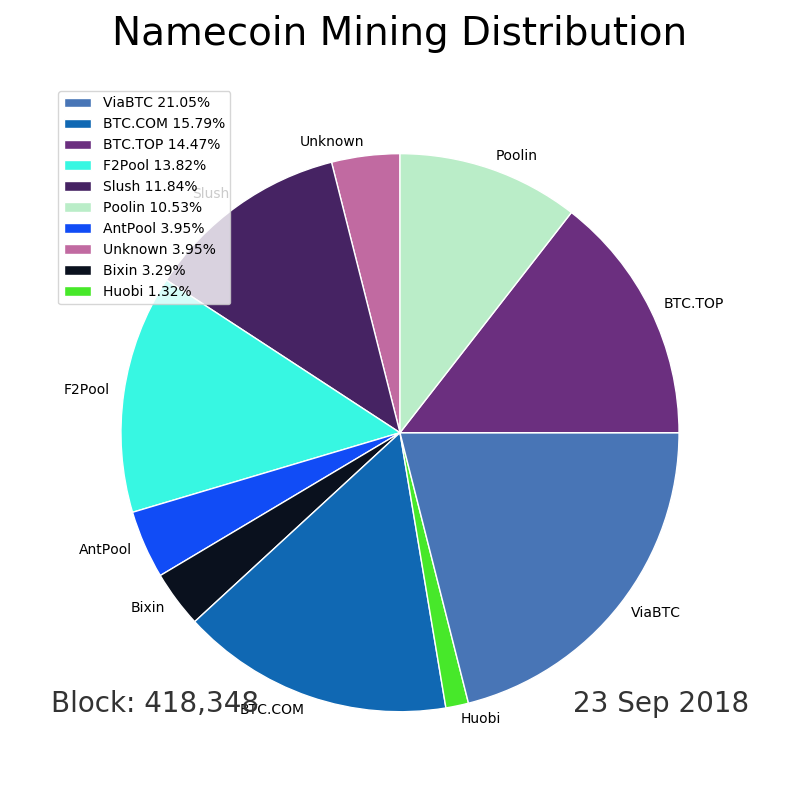 Namecoin Mining Distribution
ViaBTC 21.05%
BTC.COM 15.79%
BTC.TOP 14.47%
F2Pool 13.82%
Slush 11.84%
Poolin 10.53%
AntPool 3.95%
Unknown 3.95%
Bixin 3.29%
Huobi 1.32%
Unknown
Poolin
Slush
BTC.TOP
F2Pool
AntPool
Bixin
ViaBTC
BTC.COM
Huobi
Block: 418,348
23 Sep 2018